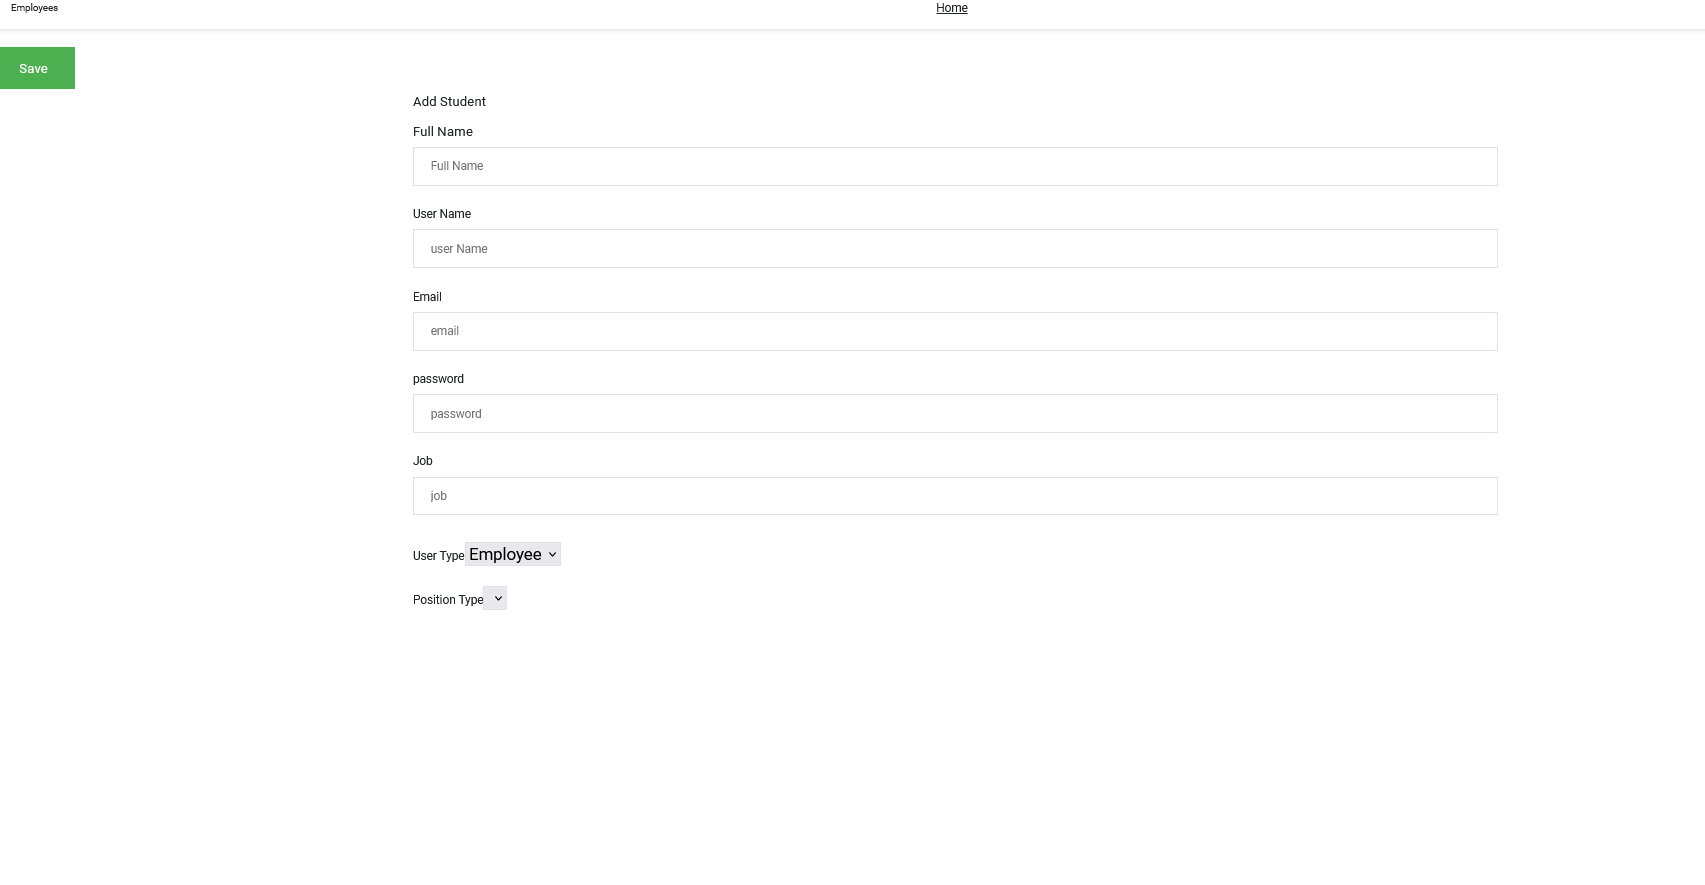 Employees
Home
Save
Add Student
Full Name
Full Name
User Name
user Name
Email
email
password
password
Job
job
User Type Employee
Position Type